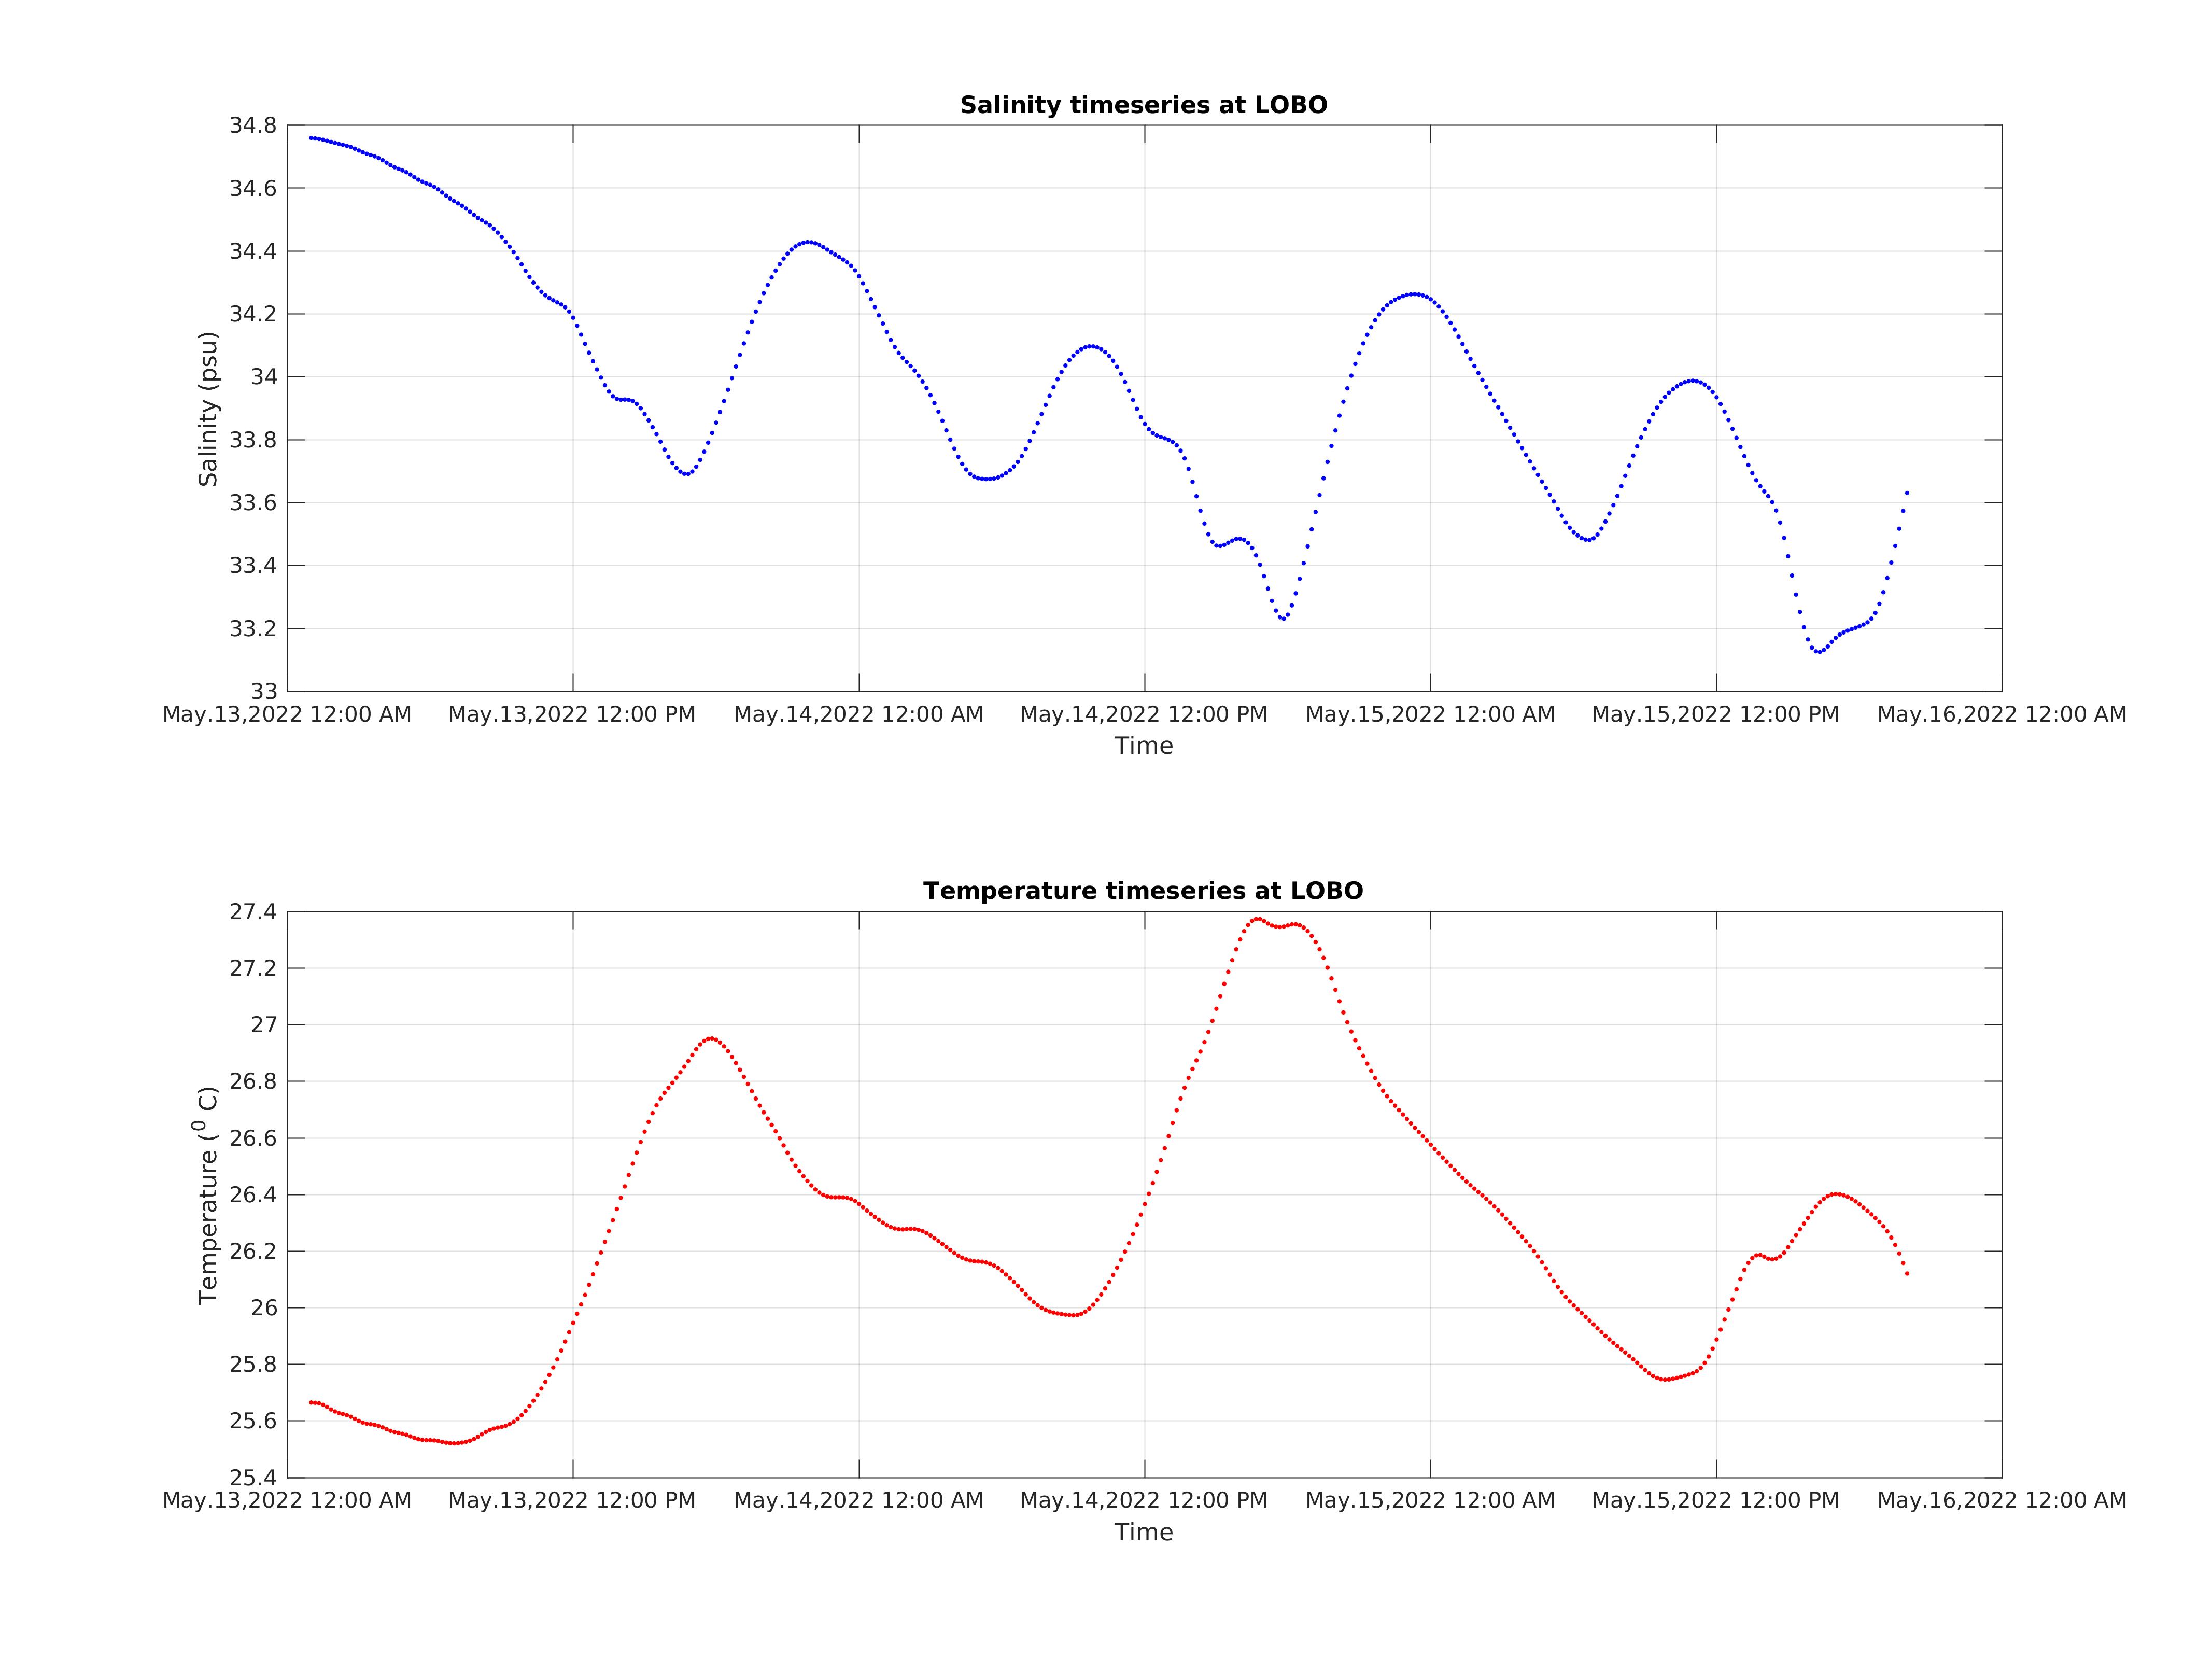 Salinity timeseries at LOBO
34.8
34.6
34.4
34.2
34
33.8
33.6
33.4
33.2
33
Salinity (psu)
May.13,2022 12:00 AM May.13,2022 12:00 PM May.14,2022 12:00 AM May.14,2022 12:00 PM May.15,2022 12:00 AM May.15,2022 12:00 PM May.16,2022 12:00 AM
Time
Temperature timeseries at LOBO
27.4
27.2
27
26.8
26.6
26.4
26.2
26
25.8
25.6
25.4
Temperature (⁰ C)
May.13,2022 12:00 AM May.13,2022 12:00 PM May.14,2022 12:00 AM May.14,2022 12:00 PM May.15,2022 12:00 AM May.15,2022 12:00 PM May.16,2022 12:00 AM
Time